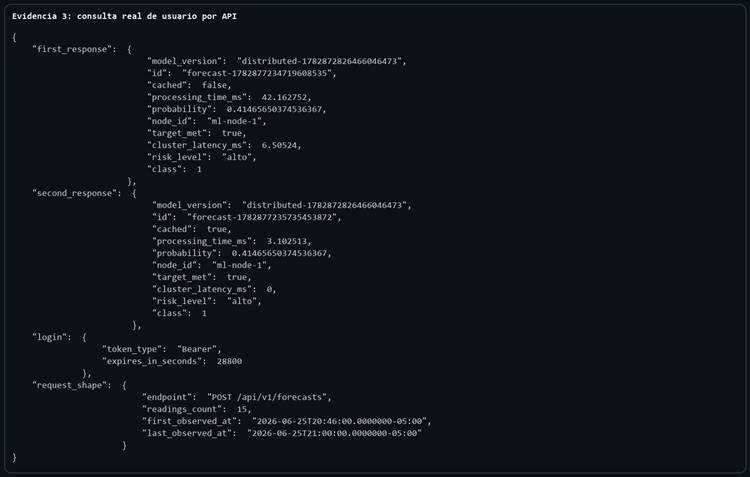 Evidencia 3: consulta real de usuario por API
{
"first_response": {
"model_version": "distributed-1782872826466046473",
"id": "forecast-1782877234719608535",
"cached": false,
"processing_time_ms": 42.162752,
"probability": 0.41465650374536367,
"node_id": "ml-node-1",
"target_met": true,
"cluster_latency_ms": 6.50524,
"risk_level": "alto",
"class": 1
},
"second_response": {
"model_version": "distributed-1782872826466046473",
"id": "forecast-1782877235735453872",
"cached": true,
"processing_time_ms": 3.102513,
"probability": 0.41465650374536367,
"node_id": "ml-node-1",
"target_met": true,
"cluster_latency_ms": 0,
"risk_level": "alto",
"class": 1
},
"login": {
"token_type": "Bearer",
"expires_in_seconds": 28800
},
"request_shape": {
"endpoint": "POST /api/v1/forecasts",
"readings_count": 15,
"first_observed_at": "2026-06-25T20:46:00.0000000-05:00",
"last_observed_at": "2026-06-25T21:00:00.0000000-05:00"
}
}